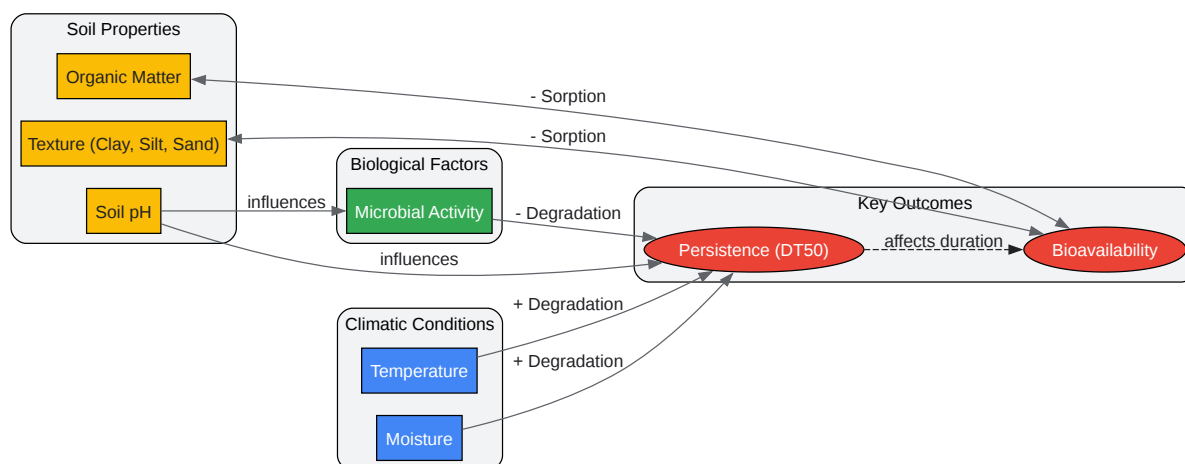 Soil Properties
Organic Matter
Texture (Clay, Silt, Sand)
Soil pH
- Sorption
- Sorption
influences
influences
Biological Factors
Microbial Activity
- Degradation
Key Outcomes
Persistence (DT50)
affects duration
Bioavailability
Climatic Conditions
Temperature
Moisture
+ Degradation
+ Degradation